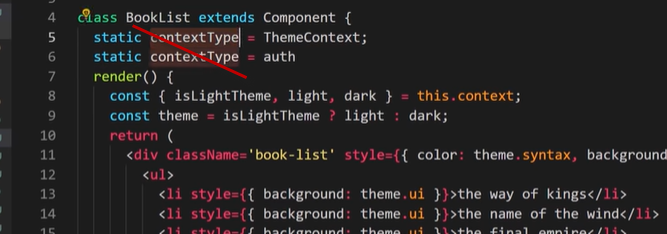 4 class BookList extends Component {
5 static contextType = ThemeContext;
6 static contextType = auth
7 render() {
8 const { isLightTheme, light, dark } = this.context;
9 const theme = isLightTheme ? light : dark;
10 return (
11 <div className='book-list' style={{ color: theme.syntax, background
12 <ul>
13 <li style={{ background: theme.ui }}>the way of kings</li>
14 <li style={{ background: theme.ui }}>the name of the wind</li>
15 <li style={{ background: theme.ui }}>the final empire</li>